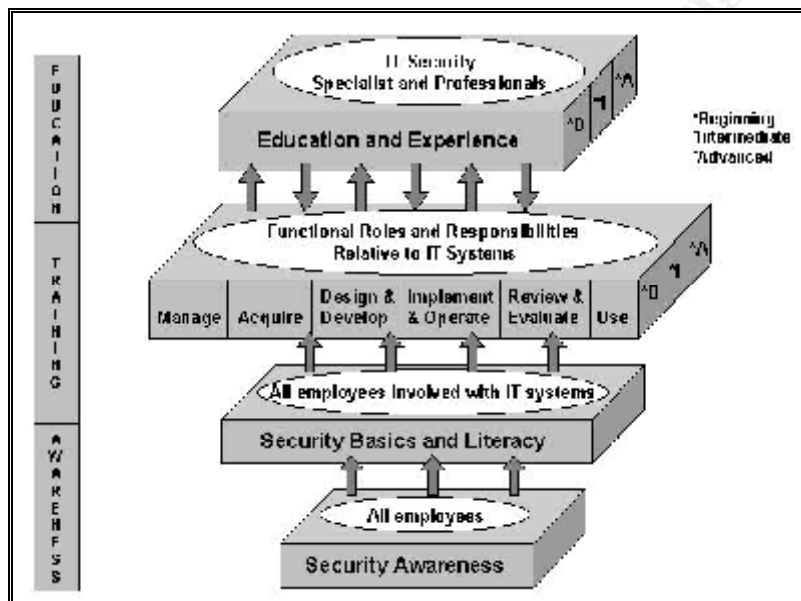 EDUCATION
TRAINING
AWARENESS
IT Security
Specialist and Professionals
Education and Experience
^B
^I
^A
*Beginning
*Intermediate
*Advanced
Functional Roles and Responsibilities
Relative to IT Systems
^B
^I
^A
Manage
Acquire
Design &
Develop
Implement
& Operate
Review &
Evaluate
Use
All employees Involved with IT systems
Security Basics and Literacy
All employees
Security Awareness